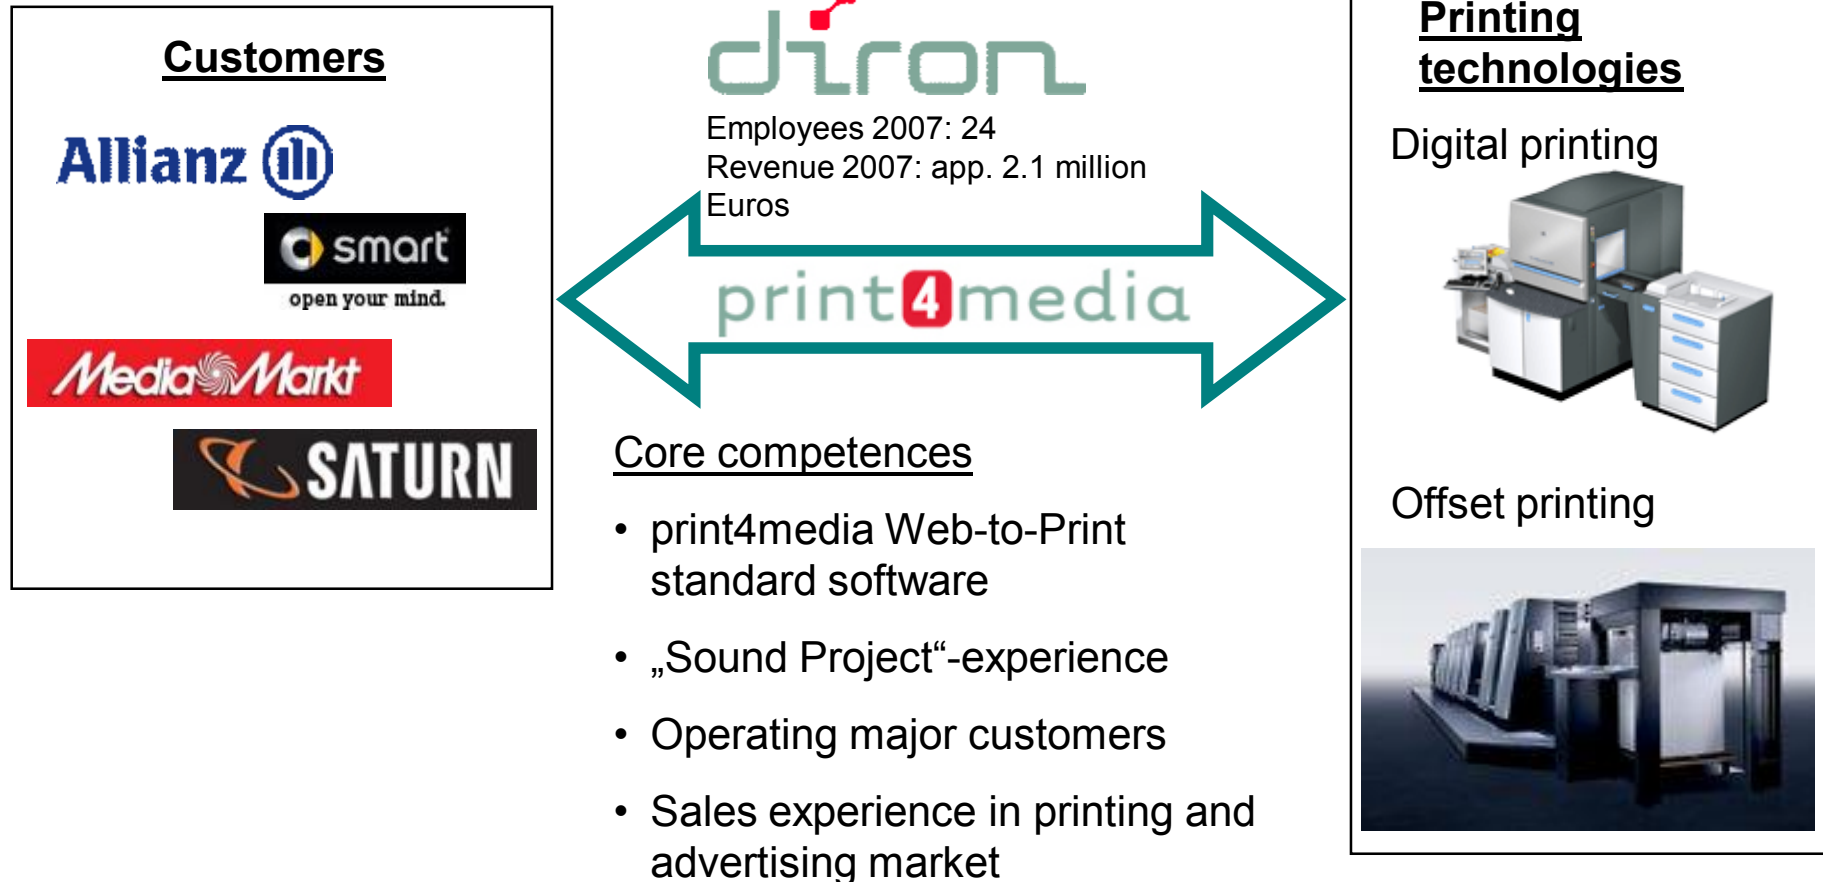 Customers
Allianz
smart
open your mind.
Media Markt
SATURN
diron
Employees 2007: 24
Revenue 2007: app. 2.1 million
Euros
print4media
Core competences
• print4media Web-to-Print
standard software
• „Sound Project“-experience
• Operating major customers
• Sales experience in printing and
advertising market
Printing
technologies
Digital printing
Offset printing